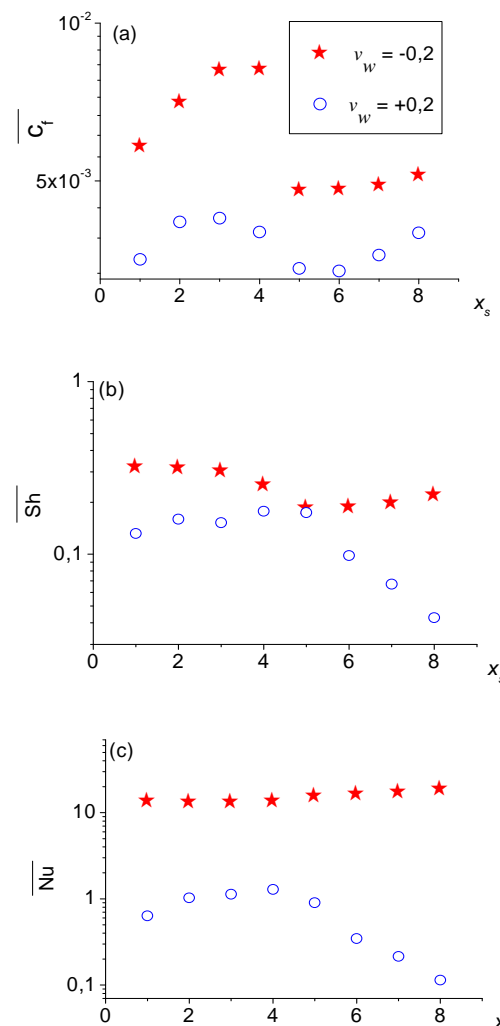 10⁻²
(a)
v_w = -0,2
v_w = +0,2
c_f
5x10⁻³
0 2 4 6 8
x_s
1
(b)
Sh
0,1
0 2 4 6 8
x_s
(c)
10
Nu
1
0,1
0 2 4 6 8